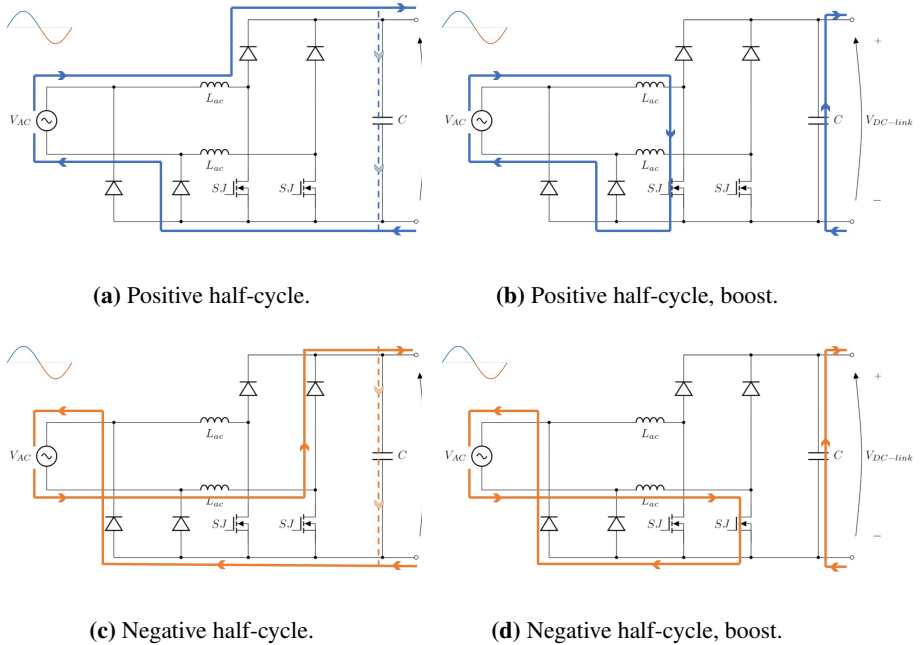 V_AC
L_ac
L_ac
SJ
SJ
C
V_AC
L_ac
L_ac
SJ
SJ
C
+
V_DC-link
−
(a) Positive half-cycle.
(b) Positive half-cycle, boost.
V_AC
L_ac
L_ac
SJ
SJ
C
V_AC
L_ac
L_ac
SJ
SJ
C
+
V_DC-link
−
(c) Negative half-cycle.
(d) Negative half-cycle, boost.